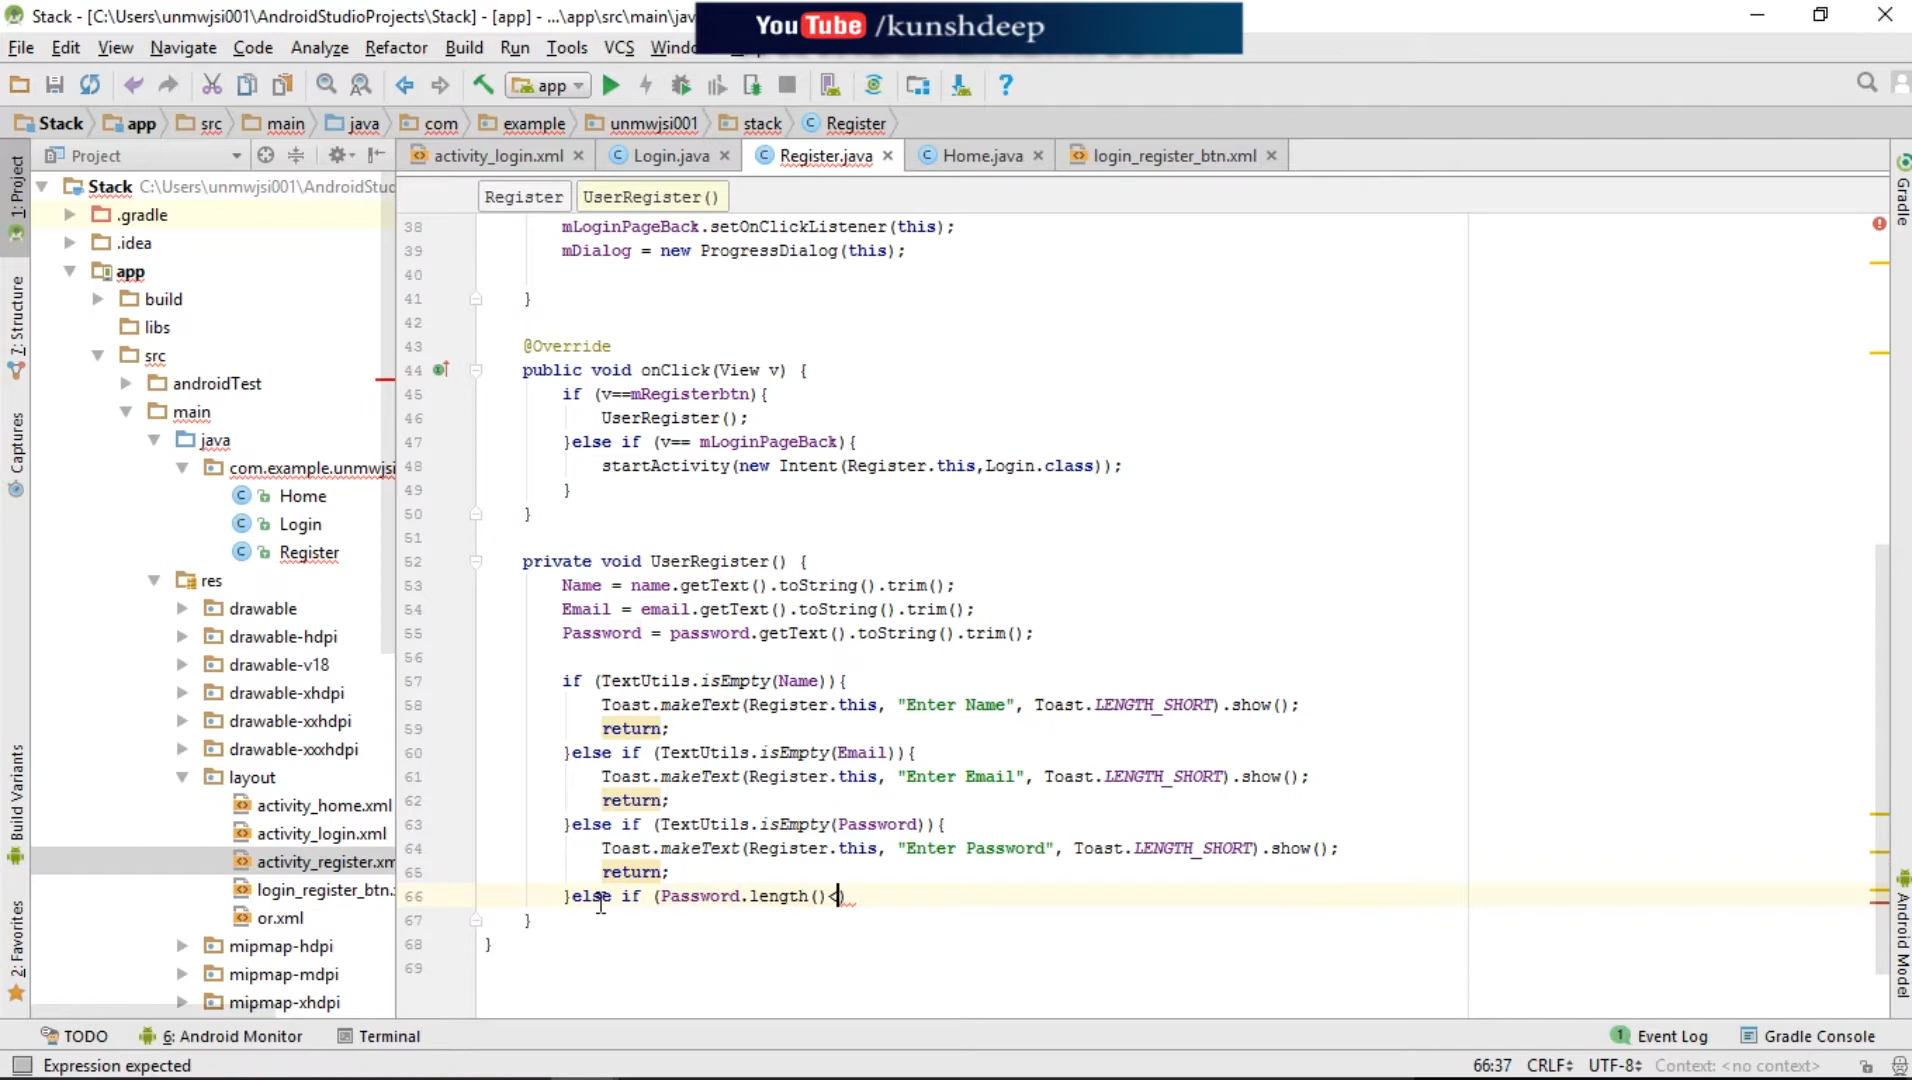 Stack - [C:\Users\unmwjsi001\AndroidStudioProjects\Stack] - [app] - ...\app\src\main\jav
YouTube /kunshdeep
File Edit View Navigate Code Analyze Refactor Build Run Tools VCS Windo
app
Stack app src main java com example unmwjsi001 stack Register
Project
activity_login.xml Login.java Register.java Home.java login_register_btn.xml
Register UserRegister()
1: Project
7: Structure
Captures
Build Variants
2: Favorites
Gradle
Android Model
Stack C:\Users\unmwjsi001\AndroidStud
.gradle
.idea
app
build
libs
src
androidTest
main
java
com.example.unmwjsi
Home
Login
Register
res
drawable
drawable-hdpi
drawable-v18
drawable-xhdpi
drawable-xxhdpi
drawable-xxxhdpi
layout
activity_home.xml
activity_login.xml
activity_register.xm
login_register_btn.
or.xml
mipmap-hdpi
mipmap-mdpi
mipmap-xhdpi
38 mLoginPageBack.setOnClickListener(this);
39 mDialog = new ProgressDialog(this);
40
41 }
42
43 @Override
44 public void onClick(View v) {
45 if (v==mRegisterbtn){
46 UserRegister();
47 }else if (v== mLoginPageBack){
48 startActivity(new Intent(Register.this,Login.class));
49 }
50 }
51
52 private void UserRegister() {
53 Name = name.getText().toString().trim();
54 Email = email.getText().toString().trim();
55 Password = password.getText().toString().trim();
56
57 if (TextUtils.isEmpty(Name)){
58 Toast.makeText(Register.this, "Enter Name", Toast.LENGTH_SHORT).show();
59 return;
60 }else if (TextUtils.isEmpty(Email)){
61 Toast.makeText(Register.this, "Enter Email", Toast.LENGTH_SHORT).show();
62 return;
63 }else if (TextUtils.isEmpty(Password)){
64 Toast.makeText(Register.this, "Enter Password", Toast.LENGTH_SHORT).show();
65 return;
66 }else if (Password.length()<)
67 }
68 }
69
TODO 6: Android Monitor Terminal 1 Event Log Gradle Console
Expression expected 66:37 CRLF UTF-8 Context: <no context>